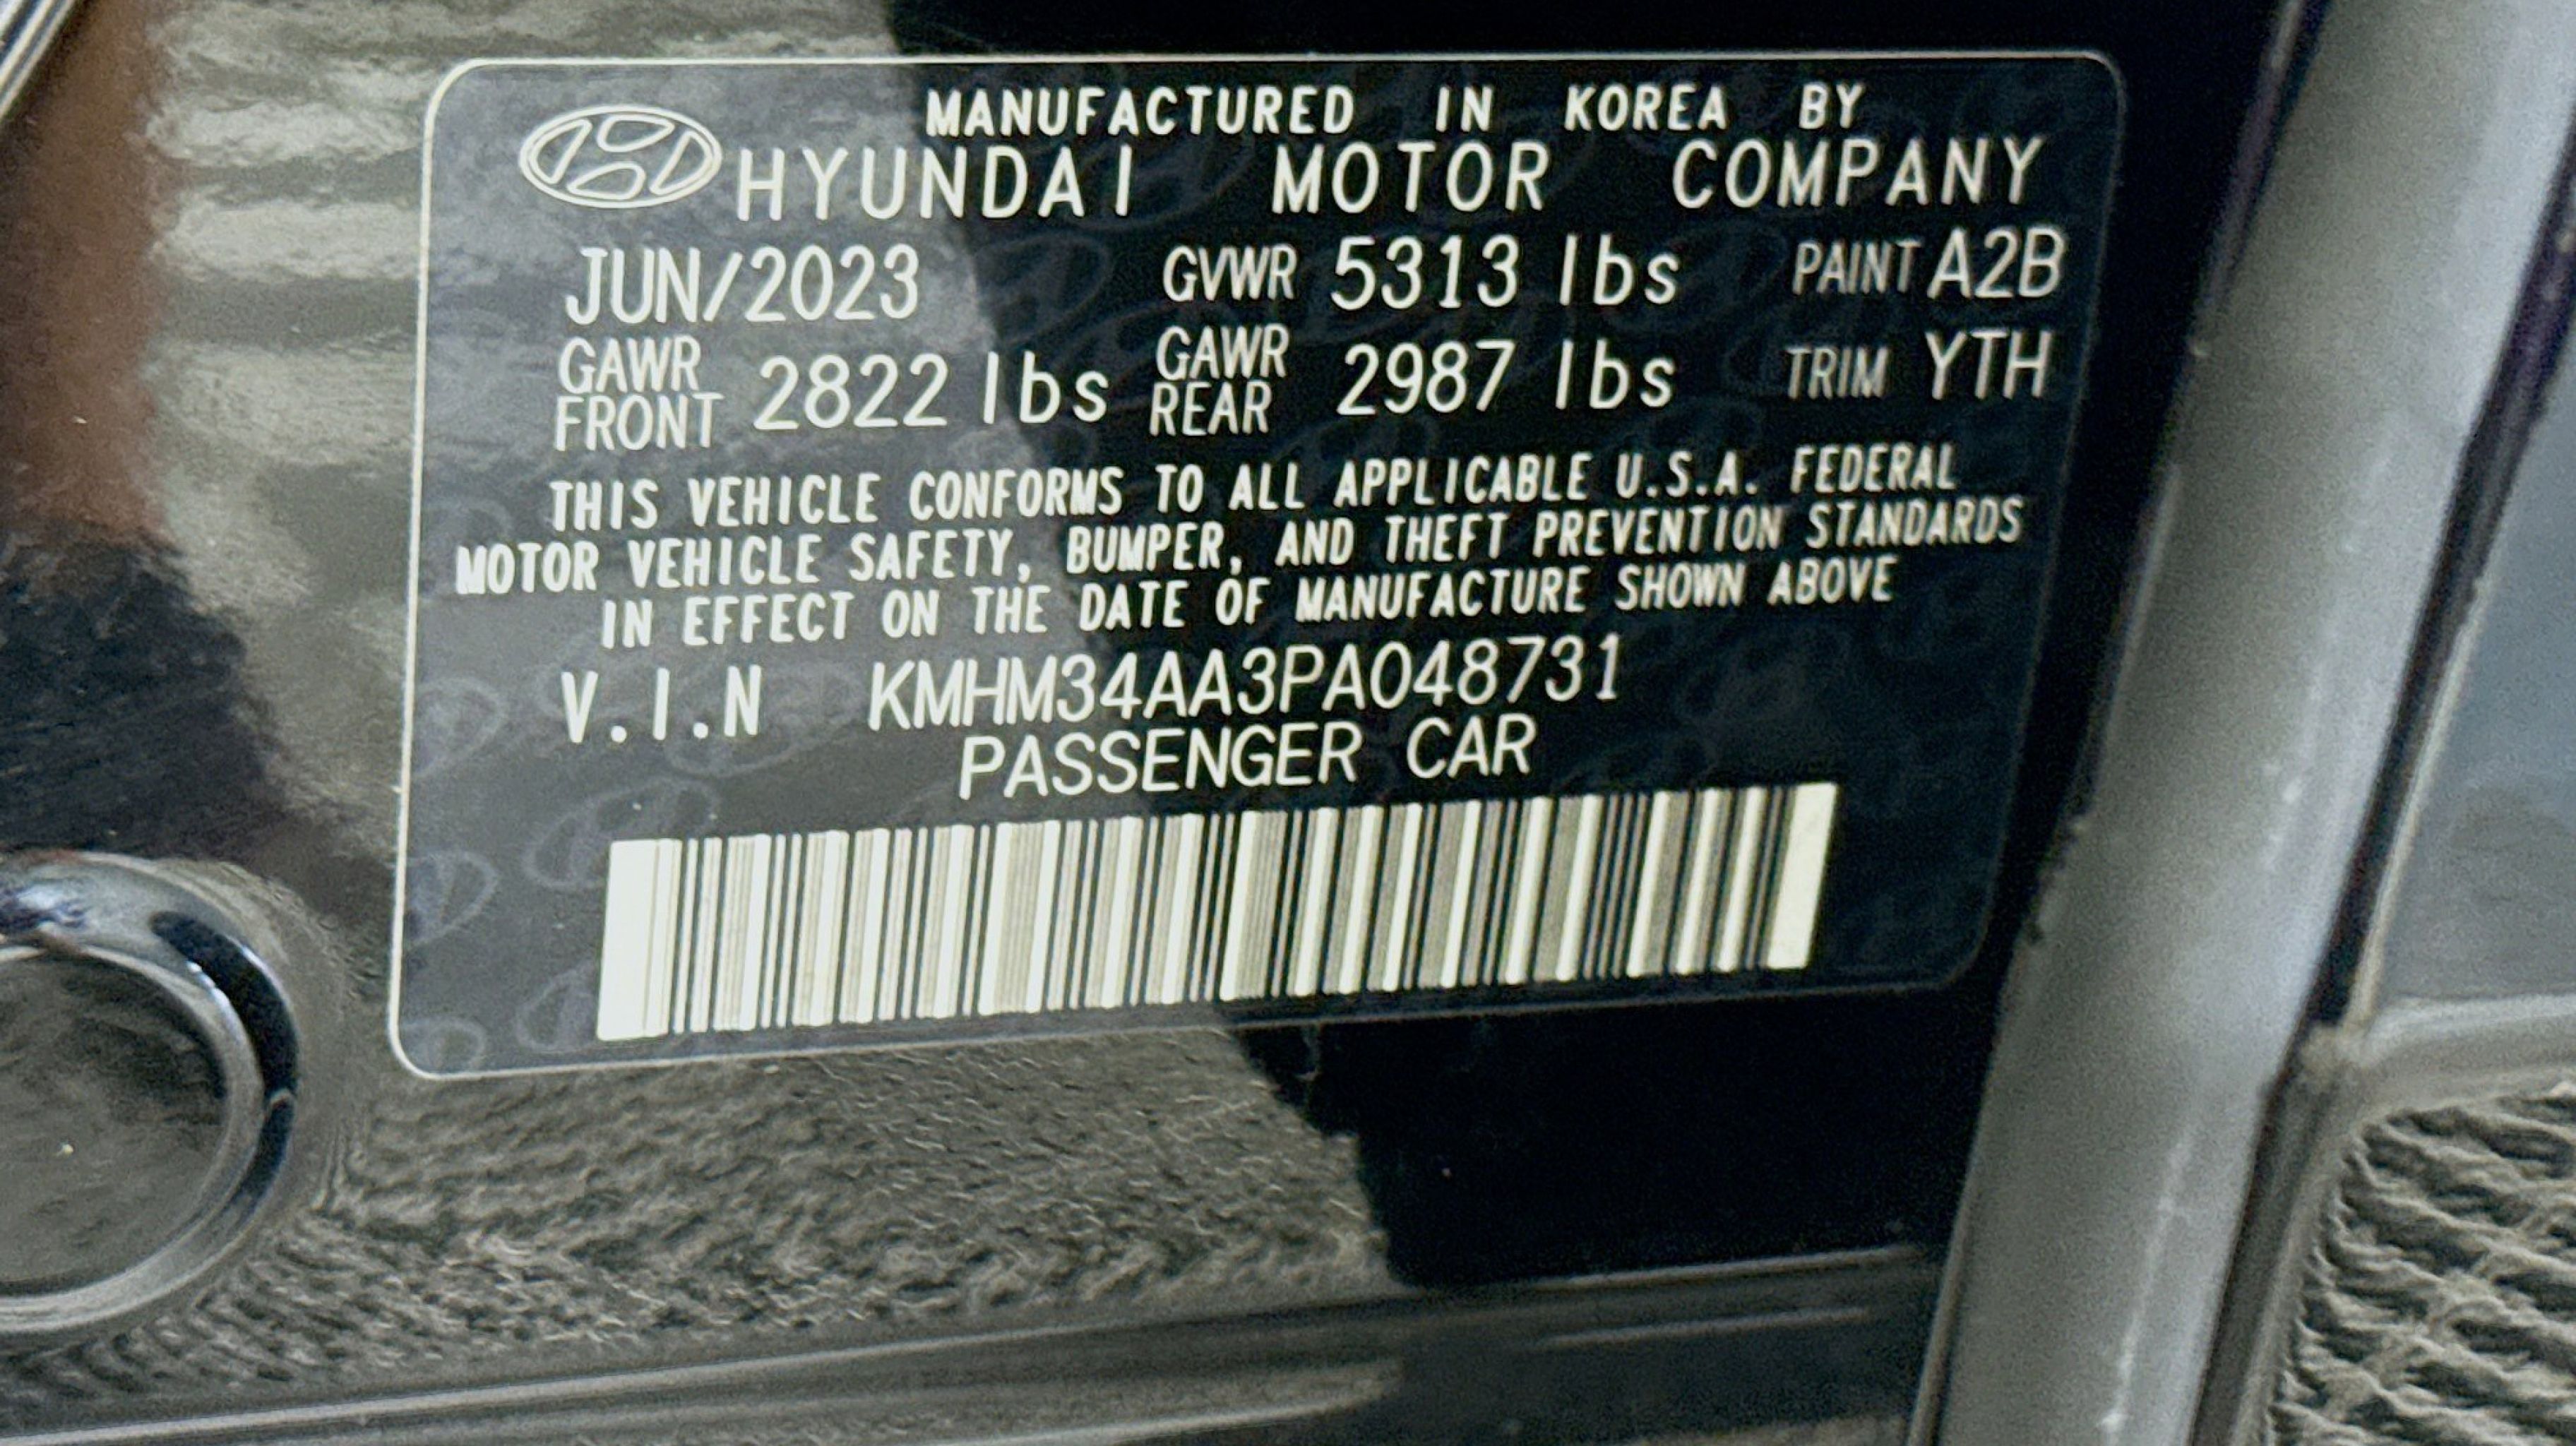 MANUFACTURED IN KOREA BY
HYUNDAI MOTOR COMPANY
JUN/2023 GVWR 5313 lbs PAINT A2B
GAWR FRONT 2822 lbs GAWR REAR 2987 lbs TRIM YTH
THIS VEHICLE CONFORMS TO ALL APPLICABLE U.S.A. FEDERAL
MOTOR VEHICLE SAFETY, BUMPER, AND THEFT PREVENTION STANDARDS
IN EFFECT ON THE DATE OF MANUFACTURE SHOWN ABOVE
V.I.N KMHM34AA3PA048731
PASSENGER CAR